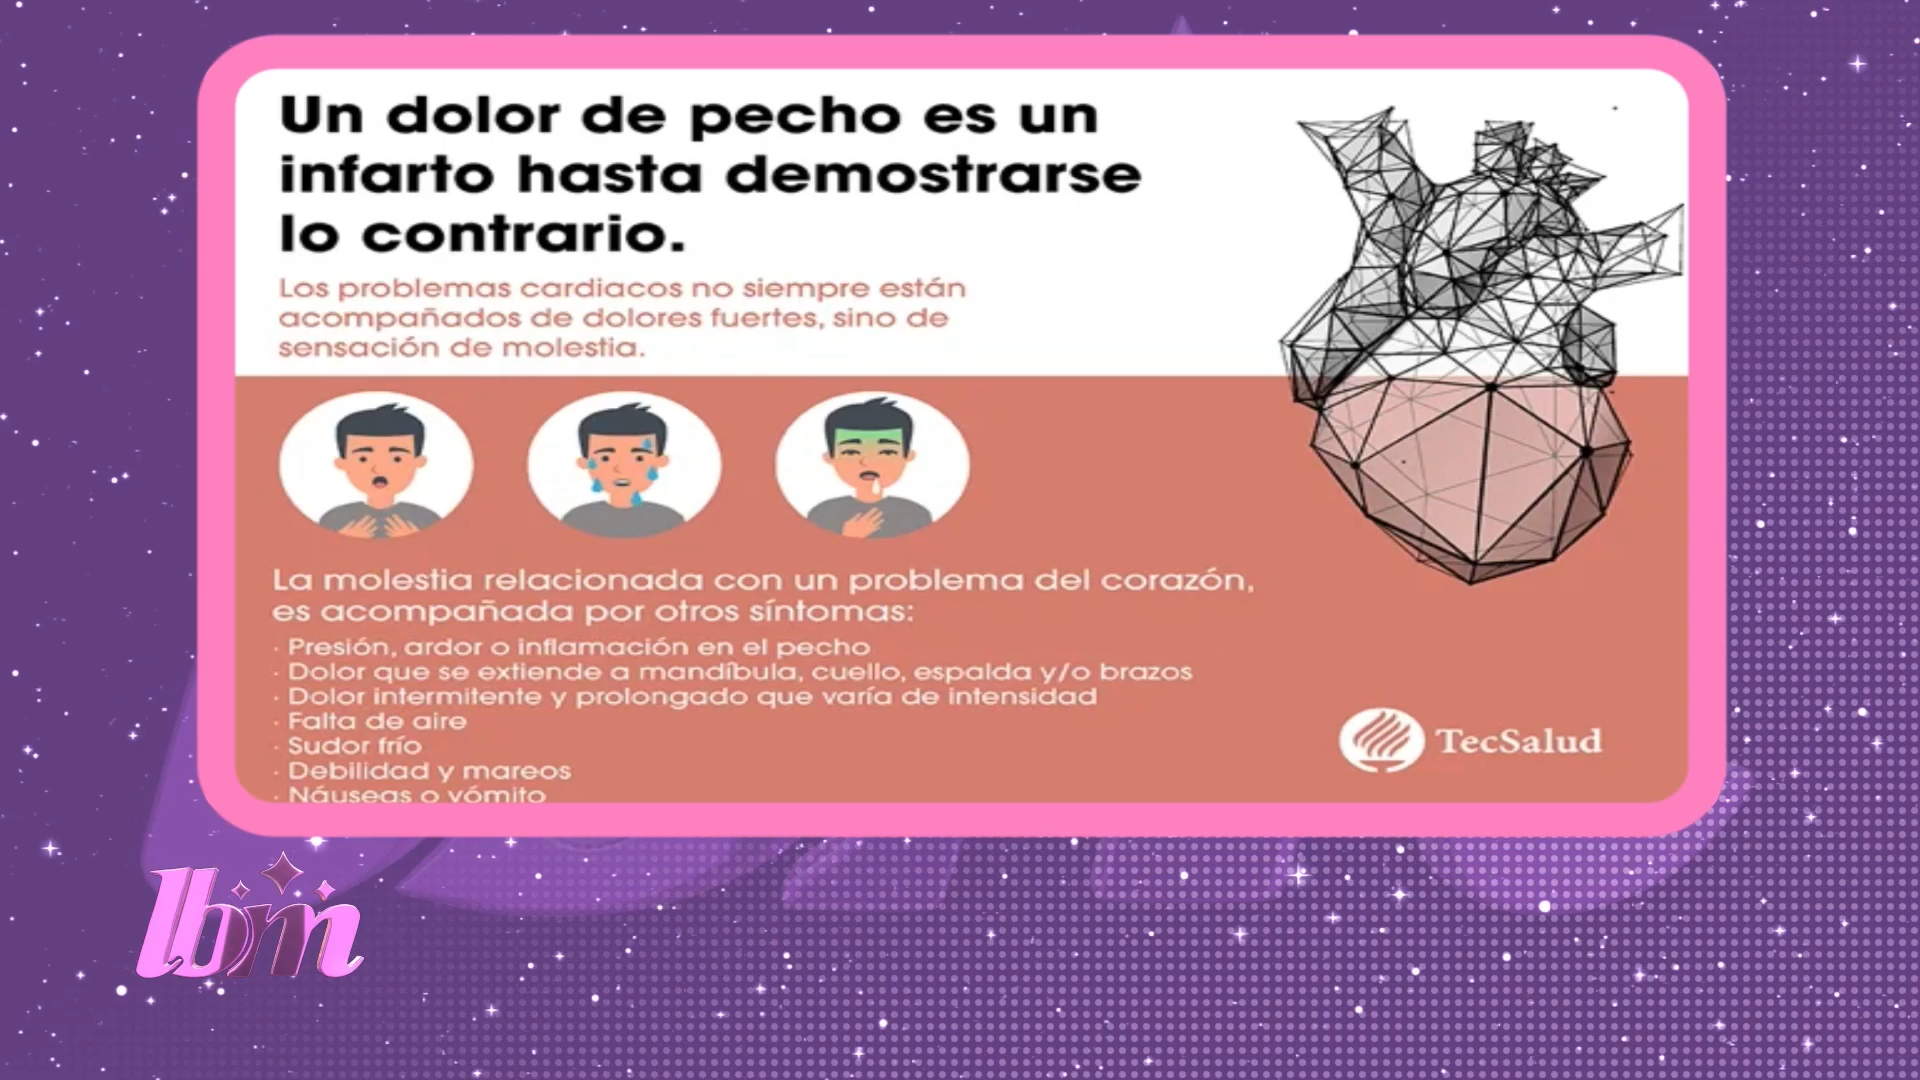 Un dolor de pecho es un
infarto hasta demostrarse
lo contrario.
Los problemas cardiacos no siempre están
acompañados de dolores fuertes, sino de
sensación de molestia.
La molestia relacionada con un problema del corazón,
es acompañada por otros síntomas:
· Presión, ardor o inflamación en el pecho
· Dolor que se extiende a mandíbula, cuello, espalda y/o brazos
· Dolor intermitente y prolongado que varía de intensidad
· Falta de aire
· Sudor frío
· Debilidad y mareos
· Náuseas o vómito
TecSalud
lbm